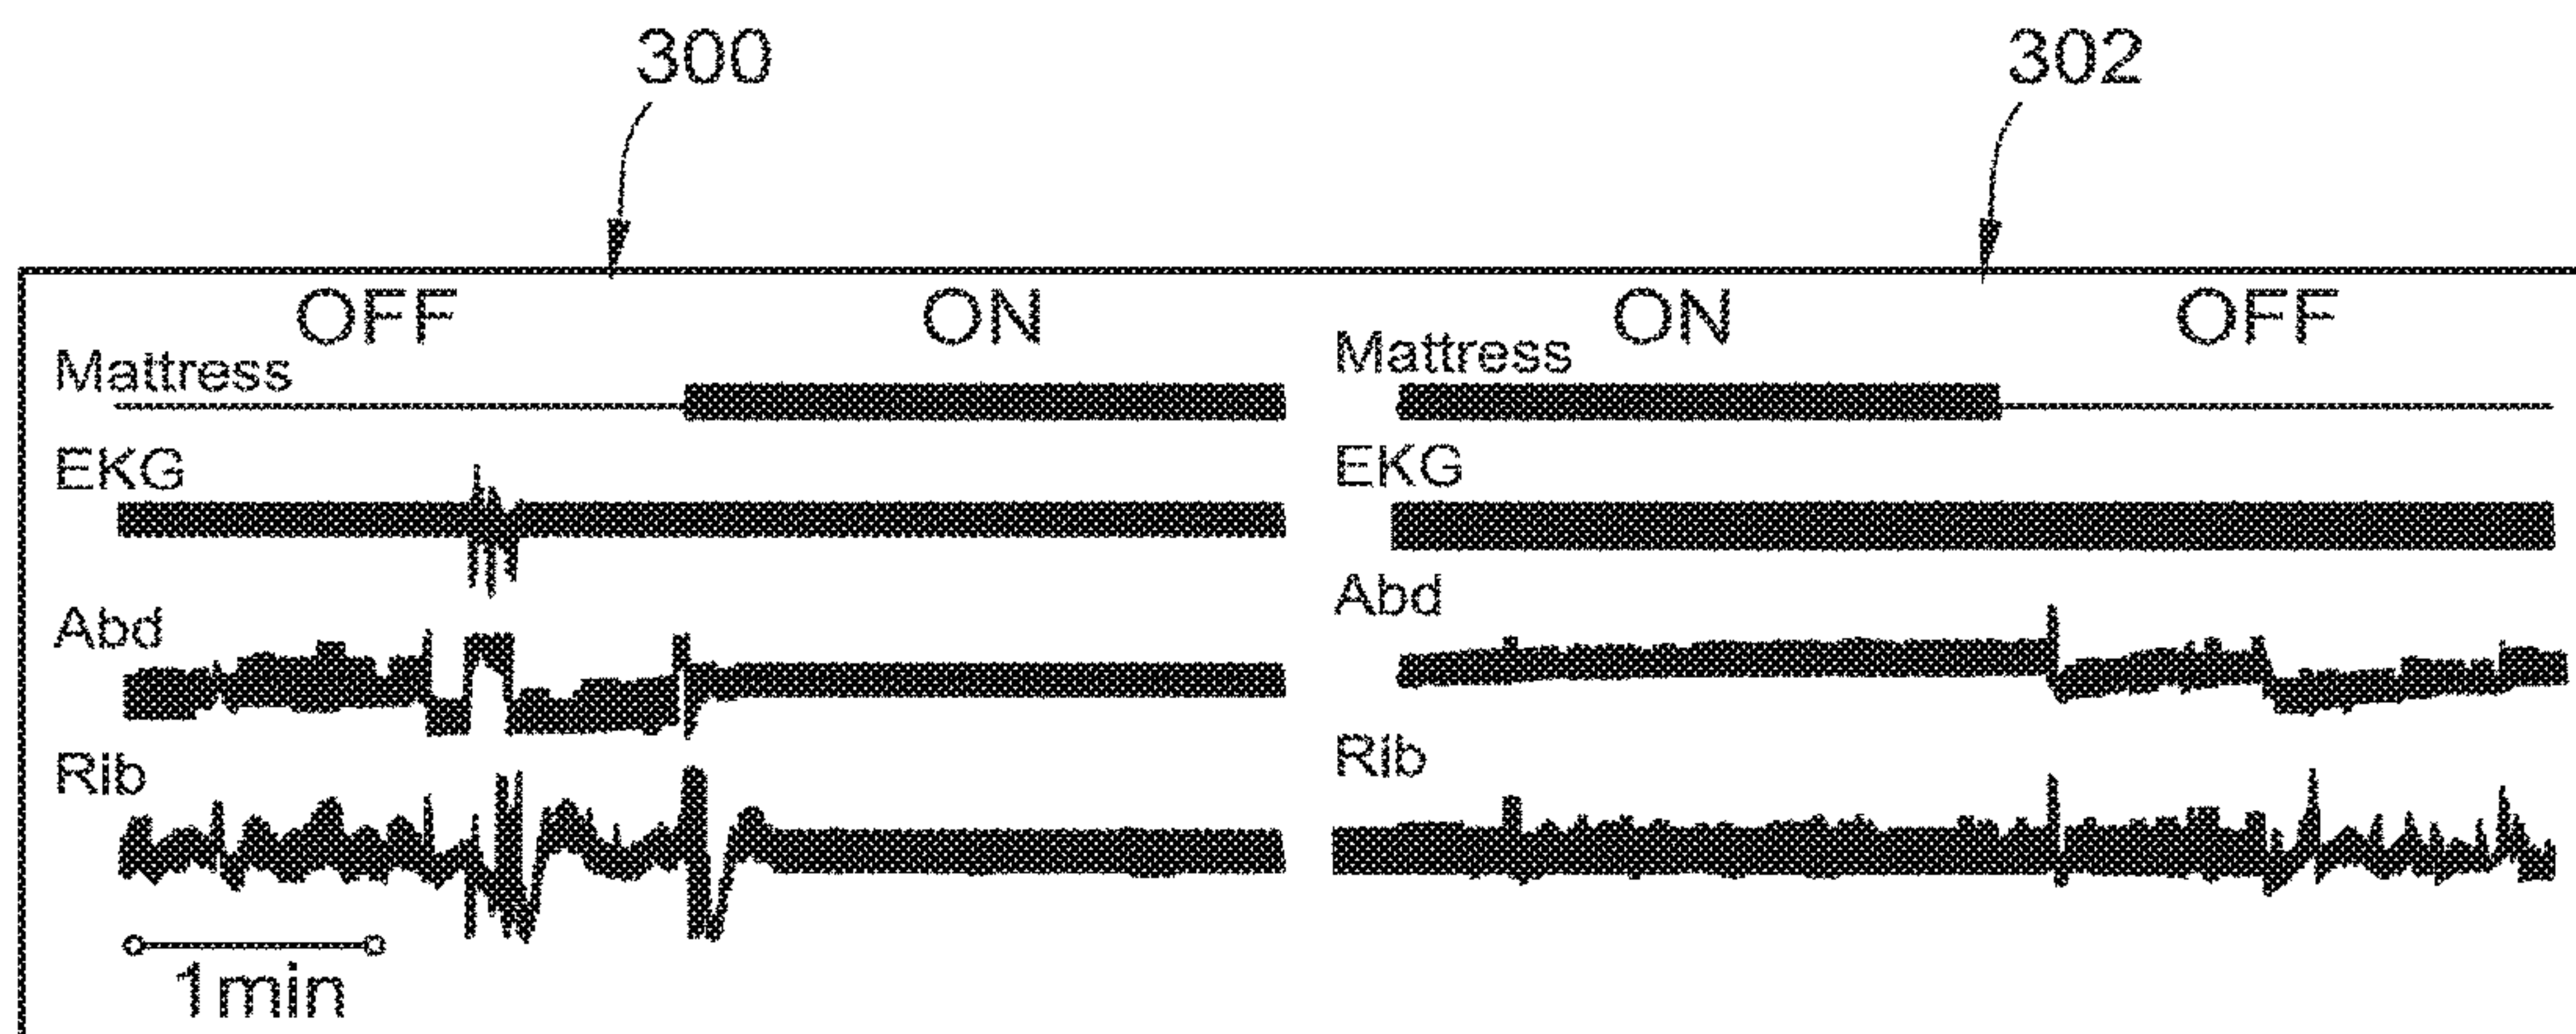 300
302
OFF
ON
Mattress
EKG
Abd
Rib
1min
ON
OFF
Mattress
EKG
Abd
Rib